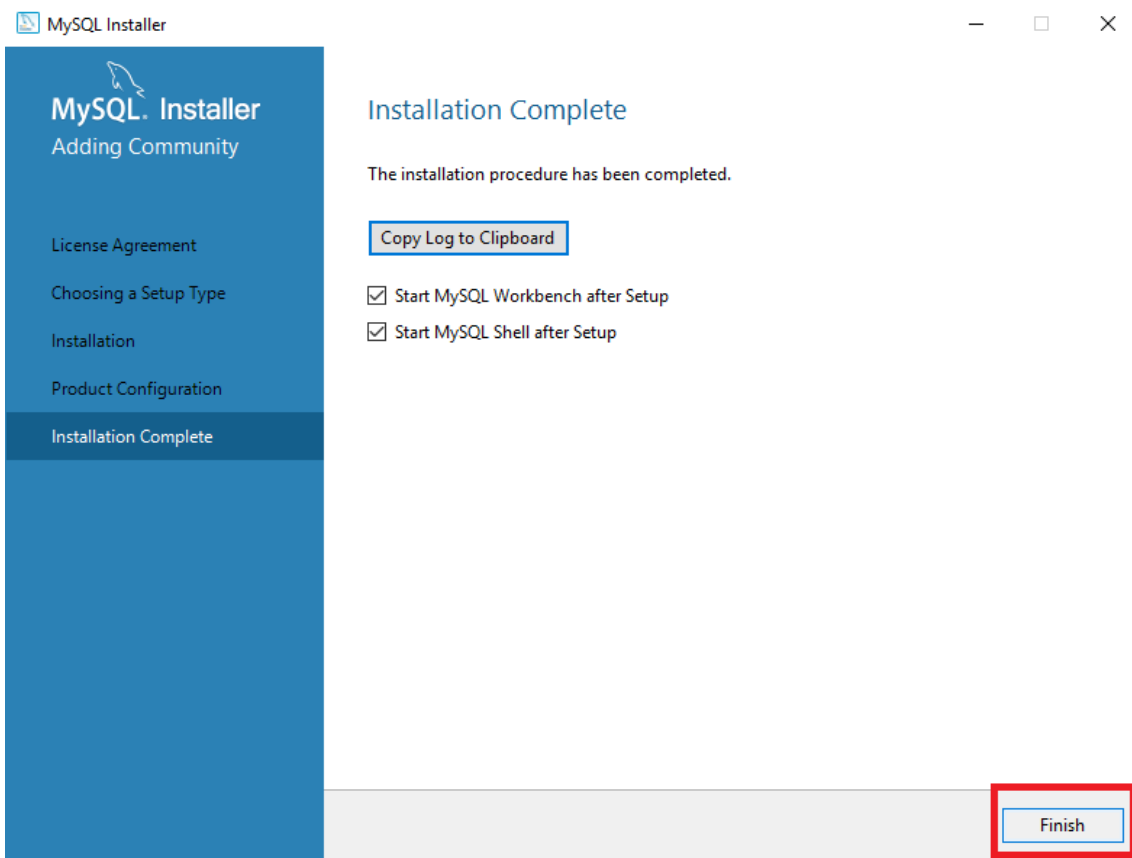 MySQL Installer
MySQL. Installer
Adding Community
License Agreement
Choosing a Setup Type
Installation
Product Configuration
Installation Complete
Installation Complete
The installation procedure has been completed.
Copy Log to Clipboard
Start MySQL Workbench after Setup
Start MySQL Shell after Setup
Finish